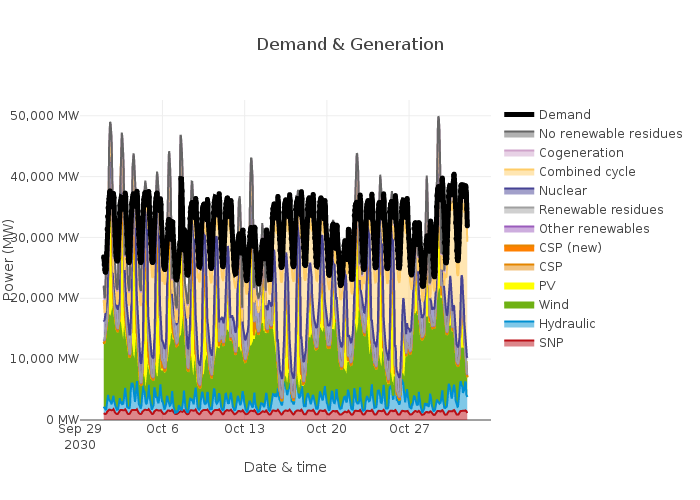 Demand & Generation
50,000 MW
40,000 MW
30,000 MW
20,000 MW
10,000 MW
0 MW
Power (MW)
Sep 29
2030
Oct 6
Oct 13
Oct 20
Oct 27
Date & time
Demand
No renewable residues
Cogeneration
Combined cycle
Nuclear
Renewable residues
Other renewables
CSP (new)
CSP
PV
Wind
Hydraulic
SNP